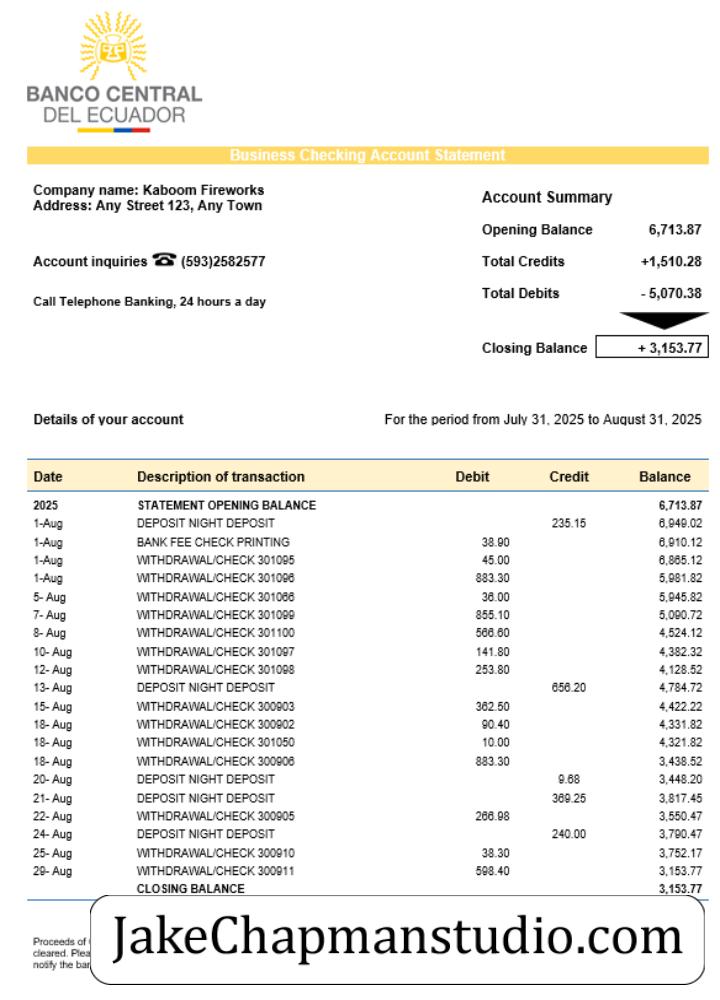 BANCO CENTRAL
DEL ECUADOR
Business Checking Account Statement
Company name: Kaboom Fireworks
Address: Any Street 123, Any Town
Account inquiries ☎ (593)2582577
Call Telephone Banking, 24 hours a day
Account Summary
Opening Balance 6,713.87
Total Credits +1,510.28
Total Debits - 5,070.38
Closing Balance + 3,153.77
Details of your account For the period from July 31, 2025 to August 31, 2025
Date Description of transaction Debit Credit Balance
2025 STATEMENT OPENING BALANCE 6,713.87
1-Aug DEPOSIT NIGHT DEPOSIT 235.15 6,949.02
1-Aug BANK FEE CHECK PRINTING 38.90 6,910.12
1-Aug WITHDRAWAL/CHECK 301095 45.00 6,865.12
1-Aug WITHDRAWAL/CHECK 301096 883.30 5,981.82
5- Aug WITHDRAWAL/CHECK 301066 36.00 5,945.82
7- Aug WITHDRAWAL/CHECK 301099 855.10 5,090.72
8- Aug WITHDRAWAL/CHECK 301100 566.60 4,524.12
10- Aug WITHDRAWAL/CHECK 301097 141.80 4,382.32
12- Aug WITHDRAWAL/CHECK 301098 253.80 4,128.52
13- Aug DEPOSIT NIGHT DEPOSIT 656.20 4,784.72
15- Aug WITHDRAWAL/CHECK 300903 362.50 4,422.22
18- Aug WITHDRAWAL/CHECK 300902 90.40 4,331.82
18- Aug WITHDRAWAL/CHECK 301050 10.00 4,321.82
18- Aug WITHDRAWAL/CHECK 300906 883.30 3,438.52
20- Aug DEPOSIT NIGHT DEPOSIT 9.68 3,448.20
21- Aug DEPOSIT NIGHT DEPOSIT 369.25 3,817.45
22- Aug WITHDRAWAL/CHECK 300905 266.98 3,550.47
24- Aug DEPOSIT NIGHT DEPOSIT 240.00 3,790.47
25- Aug WITHDRAWAL/CHECK 300910 38.30 3,752.17
29- Aug WITHDRAWAL/CHECK 300911 598.40 3,153.77
CLOSING BALANCE 3,153.77
Proceeds of
cleared.
notify the
JakeChapmanstudio.com